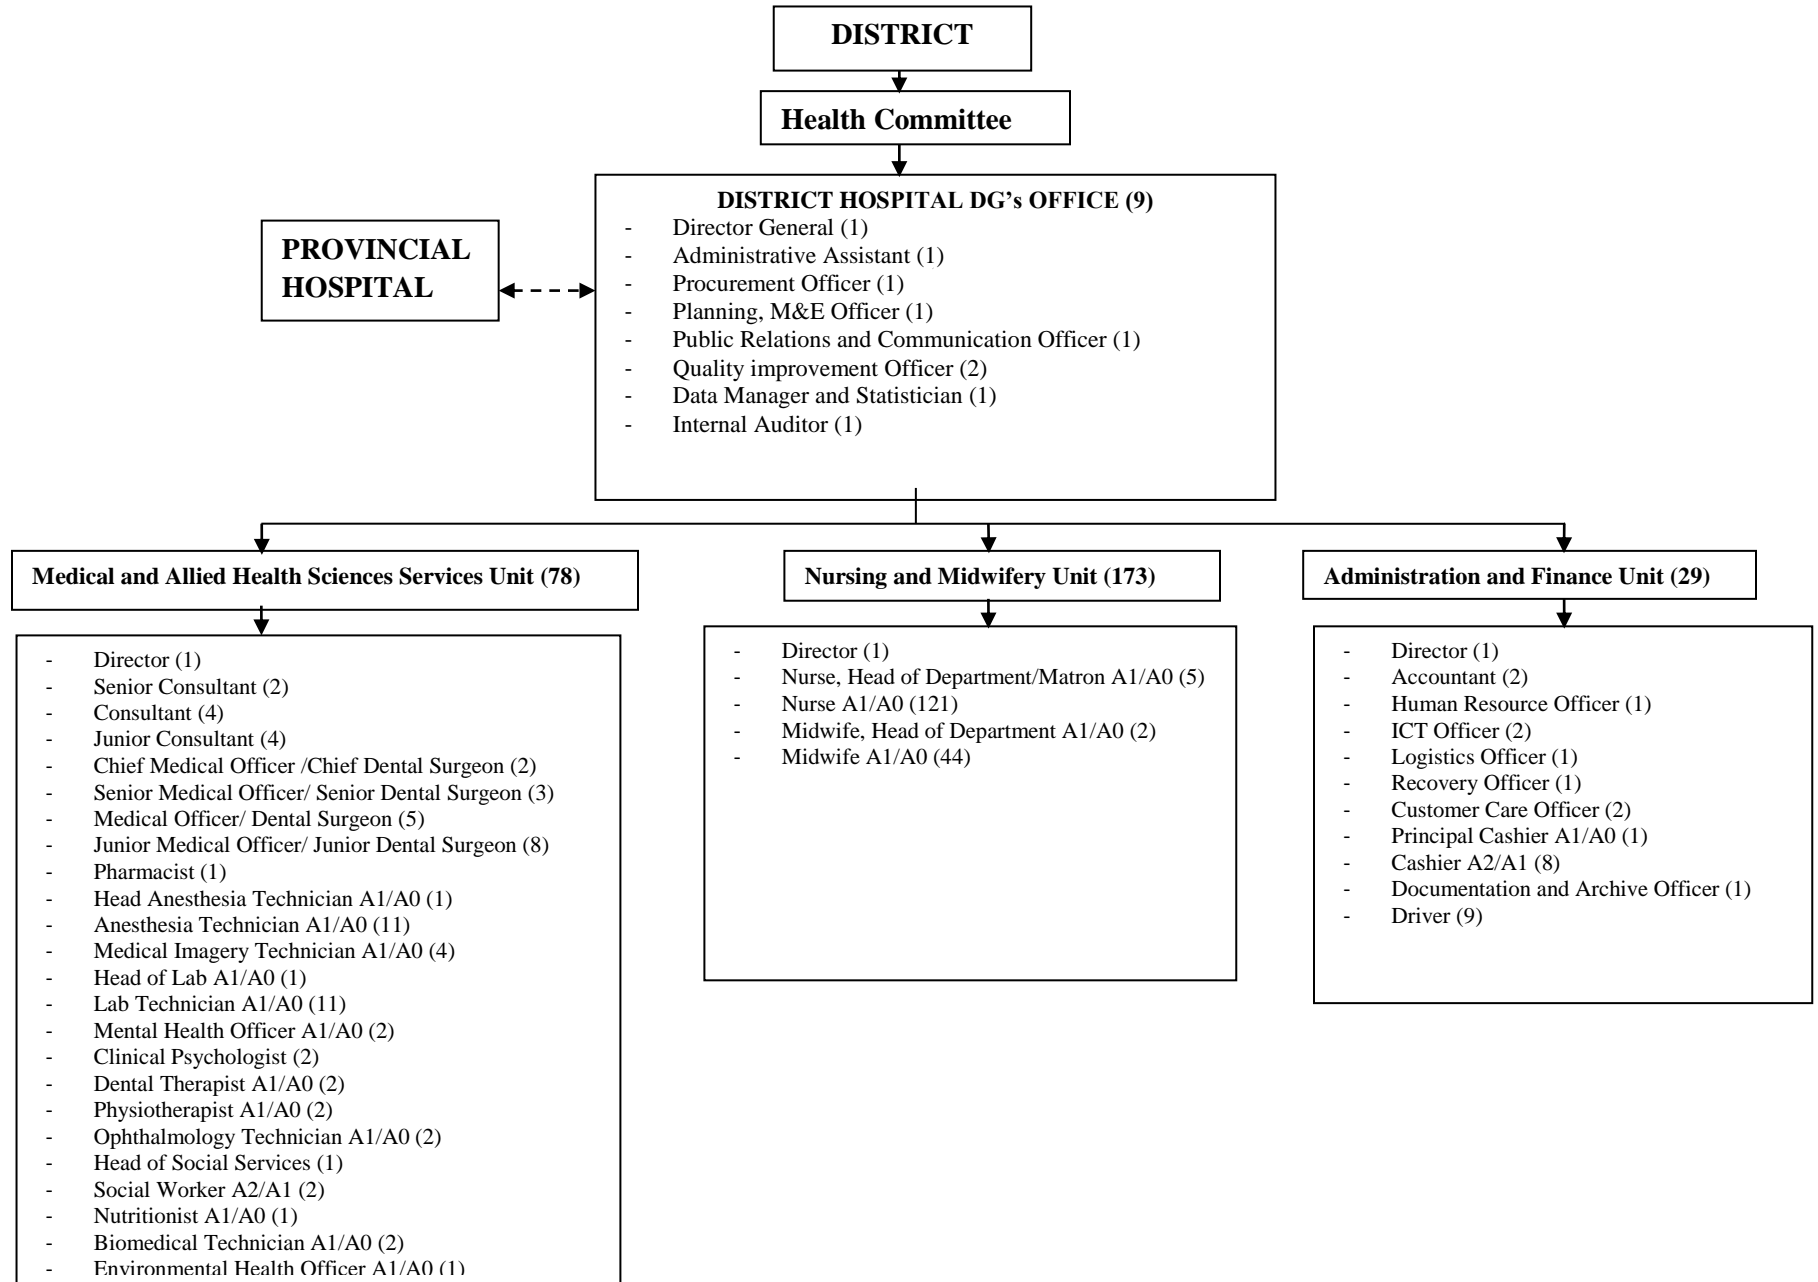 DISTRICT
Health Committee
DISTRICT HOSPITAL DG’s OFFICE (9)
- Director General (1)
- Administrative Assistant (1)
- Procurement Officer (1)
- Planning, M&E Officer (1)
- Public Relations and Communication Officer (1)
- Quality improvement Officer (2)
- Data Manager and Statistician (1)
- Internal Auditor (1)
PROVINCIAL
HOSPITAL
Medical and Allied Health Sciences Services Unit (78)
- Director (1)
- Senior Consultant (2)
- Consultant (4)
- Junior Consultant (4)
- Chief Medical Officer /Chief Dental Surgeon (2)
- Senior Medical Officer/ Senior Dental Surgeon (3)
- Medical Officer/ Dental Surgeon (5)
- Junior Medical Officer/ Junior Dental Surgeon (8)
- Pharmacist (1)
- Head Anesthesia Technician A1/A0 (1)
- Anesthesia Technician A1/A0 (11)
- Medical Imagery Technician A1/A0 (4)
- Head of Lab A1/A0 (1)
- Lab Technician A1/A0 (11)
- Mental Health Officer A1/A0 (2)
- Clinical Psychologist (2)
- Dental Therapist A1/A0 (2)
- Physiotherapist A1/A0 (2)
- Ophthalmology Technician A1/A0 (2)
- Head of Social Services (1)
- Social Worker A2/A1 (2)
- Nutritionist A1/A0 (1)
- Biomedical Technician A1/A0 (2)
- Environmental Health Officer A1/A0 (1)
Nursing and Midwifery Unit (173)
- Director (1)
- Nurse, Head of Department/Matron A1/A0 (5)
- Nurse A1/A0 (121)
- Midwife, Head of Department A1/A0 (2)
- Midwife A1/A0 (44)
Administration and Finance Unit (29)
- Director (1)
- Accountant (2)
- Human Resource Officer (1)
- ICT Officer (2)
- Logistics Officer (1)
- Recovery Officer (1)
- Customer Care Officer (2)
- Principal Cashier A1/A0 (1)
- Cashier A2/A1 (8)
- Documentation and Archive Officer (1)
- Driver (9)